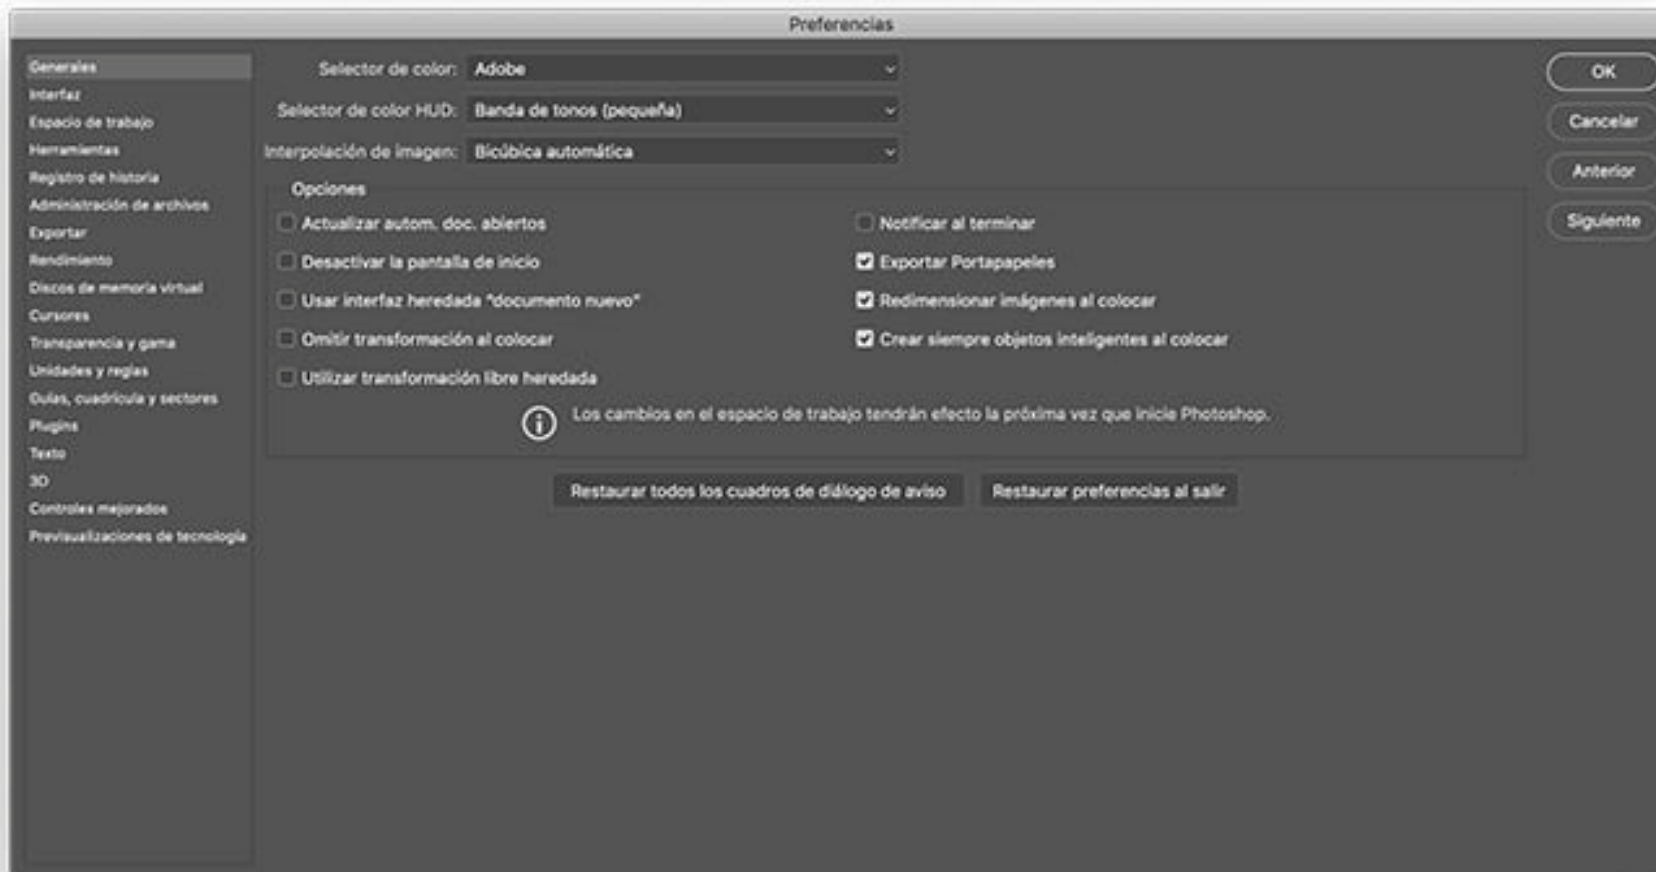 Preferencias
Generales
Interfaz
Espacio de trabajo
Herramientas
Registro de historia
Administración de archivos
Exportar
Rendimiento
Discos de memoria virtual
Cursores
Transparencia y gama
Unidades y reglas
Guías, cuadrícula y sectores
Plugins
Texto
3D
Controles mejorados
Previsualizaciones de tecnología
Selector de color: Adobe
Selector de color HUD: Banda de tonos (pequeña)
Interpolación de imagen: Bicúbica automática
Opciones
Actualizar autom. doc. abiertos
Desactivar la pantalla de inicio
Usar interfaz heredada "documento nuevo"
Omitir transformación al colocar
Utilizar transformación libre heredada
Notificar al terminar
Exportar Portapapeles
Redimensionar imágenes al colocar
Crear siempre objetos inteligentes al colocar
Los cambios en el espacio de trabajo tendrán efecto la próxima vez que inicie Photoshop.
Restaurar todos los cuadros de diálogo de aviso
Restaurar preferencias al salir
OK
Cancelar
Anterior
Siguiente